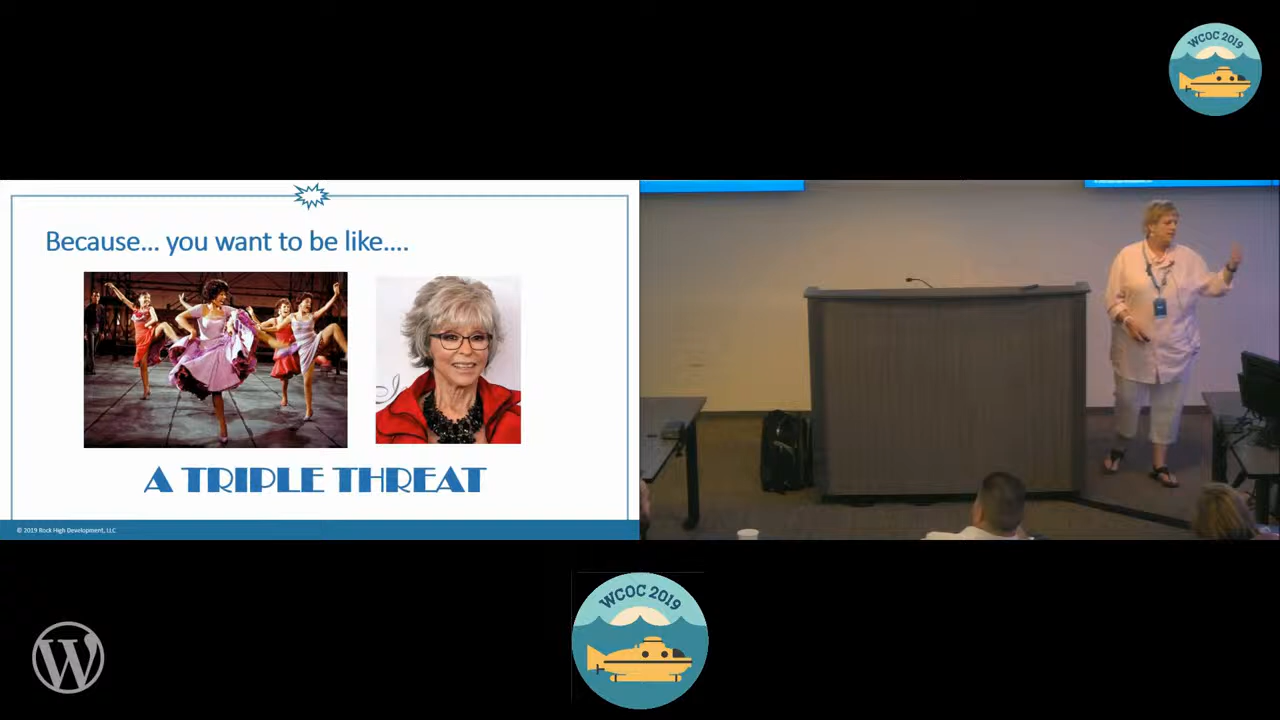 WCOC 2019
Because... you want to be like....
A TRIPLE THREAT
© 2019 Rock High Development, LLC
WCOC 2019